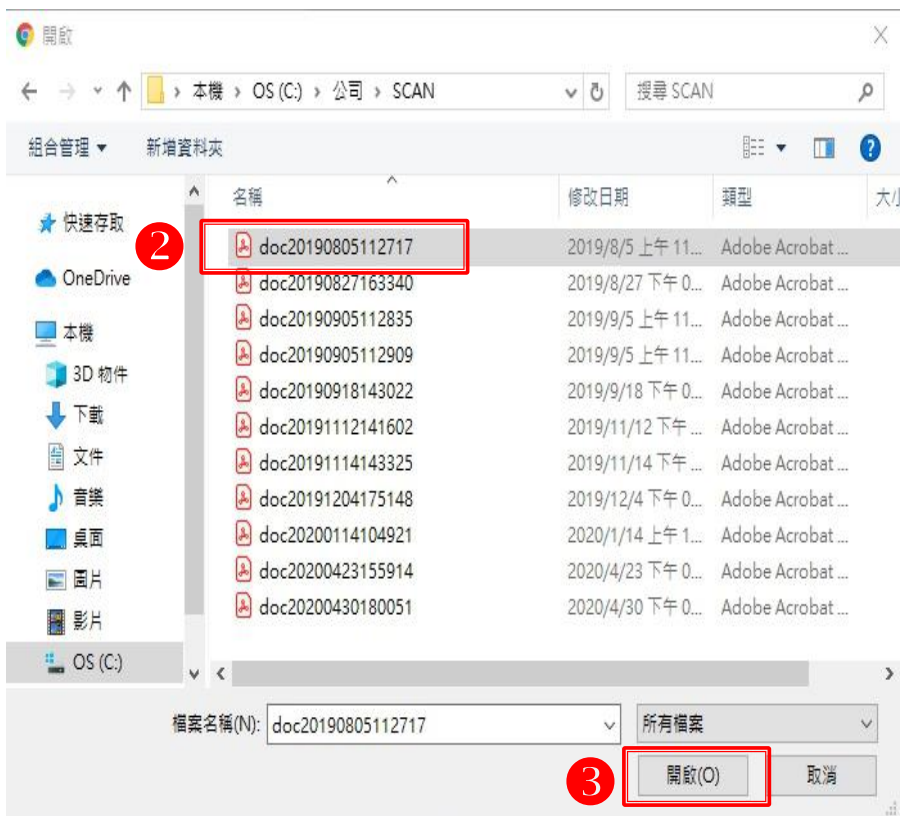 開啟
本機 › OS (C:) › 公司 › SCAN
搜尋 SCAN
組合管理 新增資料夾
名稱 修改日期 類型 大小
快速存取
OneDrive
本機
3D 物件
下載
文件
音樂
桌面
圖片
影片
OS (C:)
2
doc20190805112717 2019/8/5 上午 11... Adobe Acrobat ...
doc20190827163340 2019/8/27 下午 0... Adobe Acrobat ...
doc20190905112835 2019/9/5 上午 11... Adobe Acrobat ...
doc20190905112909 2019/9/5 上午 11... Adobe Acrobat ...
doc20190918143022 2019/9/18 下午 0... Adobe Acrobat ...
doc20191112141602 2019/11/12 下午 ... Adobe Acrobat ...
doc20191114143325 2019/11/14 下午 ... Adobe Acrobat ...
doc20191204175148 2019/12/4 下午 0... Adobe Acrobat ...
doc20200114104921 2020/1/14 上午 1... Adobe Acrobat ...
doc20200423155914 2020/4/23 下午 0... Adobe Acrobat ...
doc20200430180051 2020/4/30 下午 0... Adobe Acrobat ...
檔案名稱(N): doc20190805112717 所有檔案
3 開啟(O) 取消